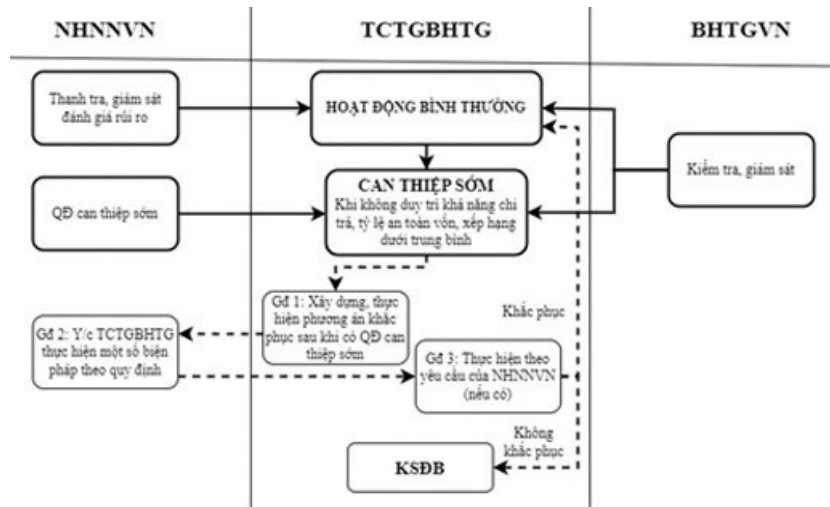 NHNNVN
TCTGBHTG
BHTGVN
Thanh tra, giám sát
đánh giá rủi ro
HOẠT ĐỘNG BÌNH THƯỜNG
Kiểm tra, giám sát
QĐ can thiệp sớm
CAN THIỆP SỚM
Khi không duy trì khả năng chi
trả, tỷ lệ an toàn vốn, xếp hạng
dưới trung bình
Gđ 1: Xây dựng, thực
hiện phương án khắc
phục sau khi có QĐ can
thiệp sớm
Khắc phục
Gđ 2: Y/c TCTGBHTG
thực hiện một số biện
pháp theo quy định
Gđ 3: Thực hiện theo
yêu cầu của NHNNVN
(nếu có)
Không
khắc phục
KSĐB